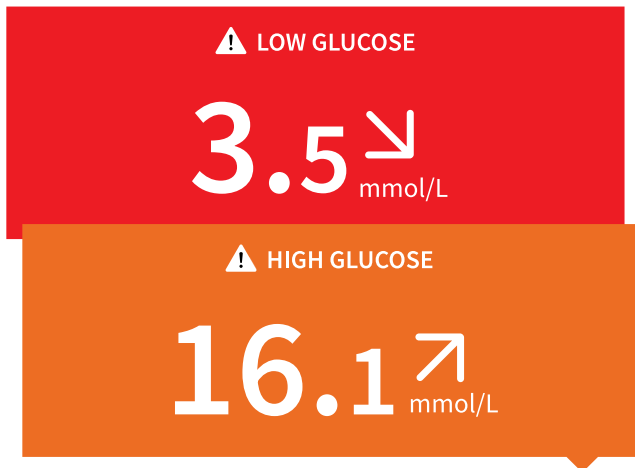 LOW GLUCOSE
3.5
mmol/L
HIGH GLUCOSE
16.1
mmol/L